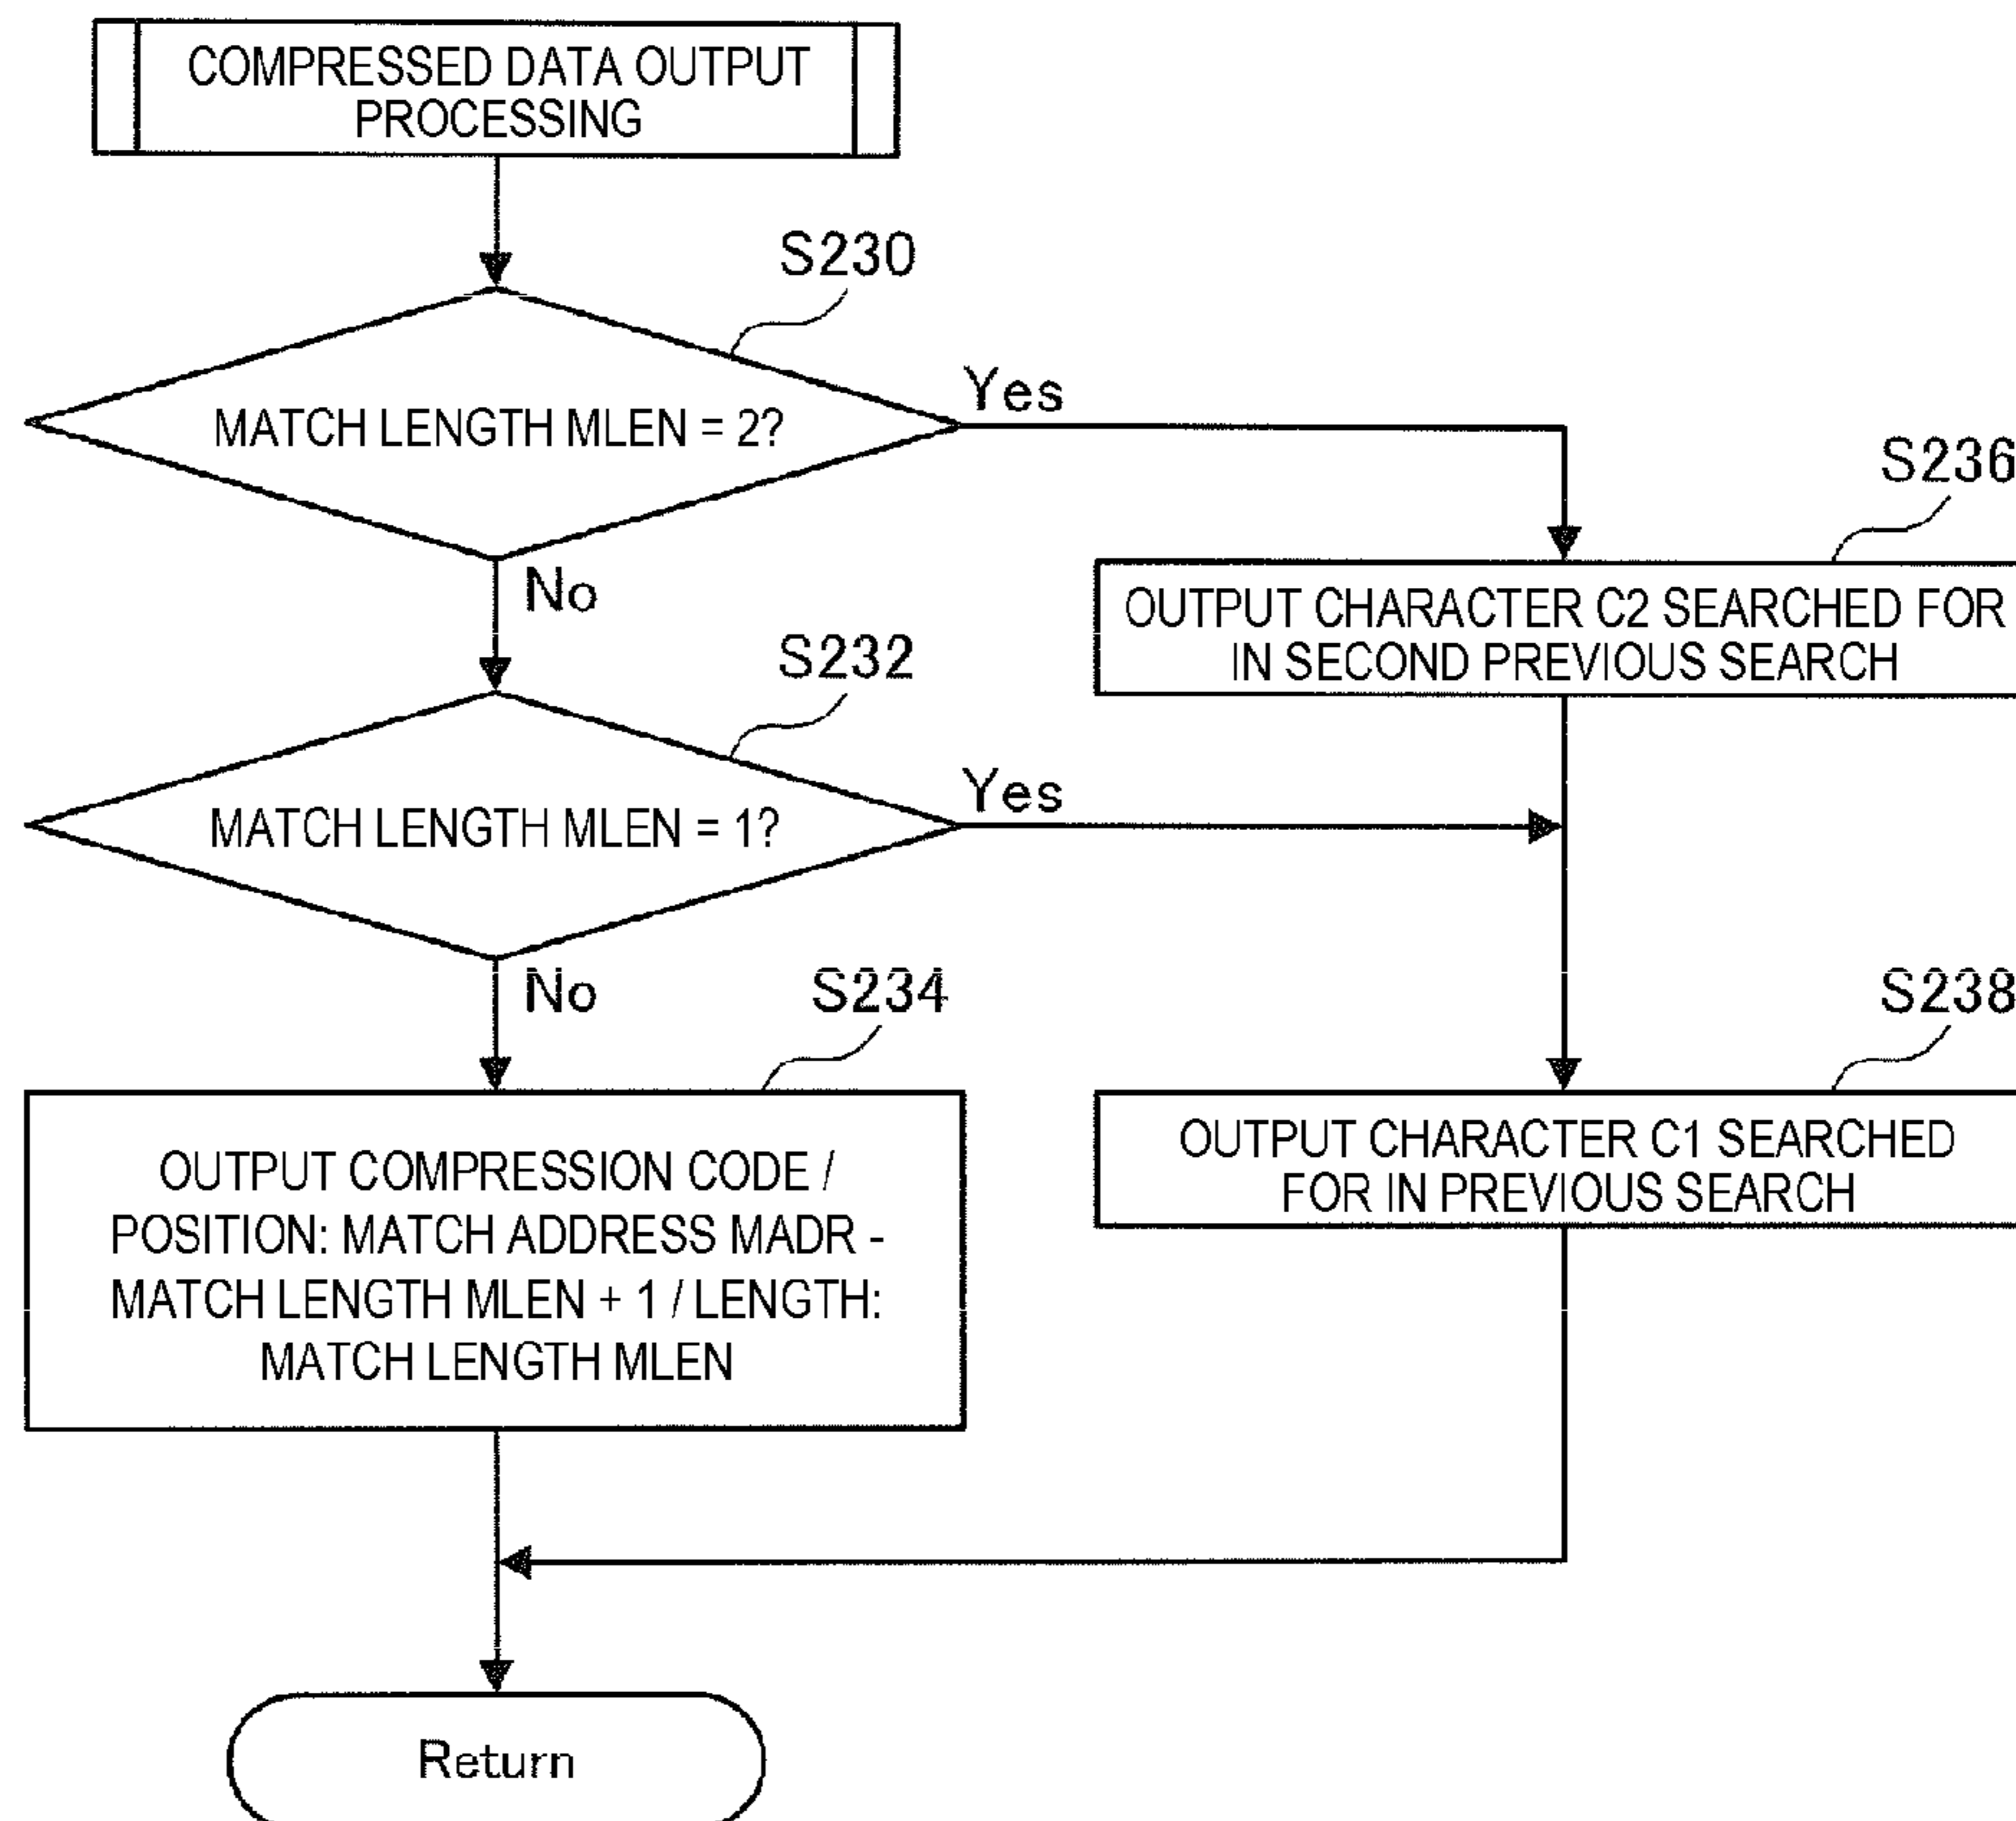 COMPRESSED DATA OUTPUT
PROCESSING
S230
MATCH LENGTH MLEN = 2?
Yes
No
S236
OUTPUT CHARACTER C2 SEARCHED FOR
IN SECOND PREVIOUS SEARCH
S232
MATCH LENGTH MLEN = 1?
Yes
No
S234
OUTPUT COMPRESSION CODE /
POSITION: MATCH ADDRESS MADR -
MATCH LENGTH MLEN + 1 / LENGTH:
MATCH LENGTH MLEN
S238
OUTPUT CHARACTER C1 SEARCHED
FOR IN PREVIOUS SEARCH
Return